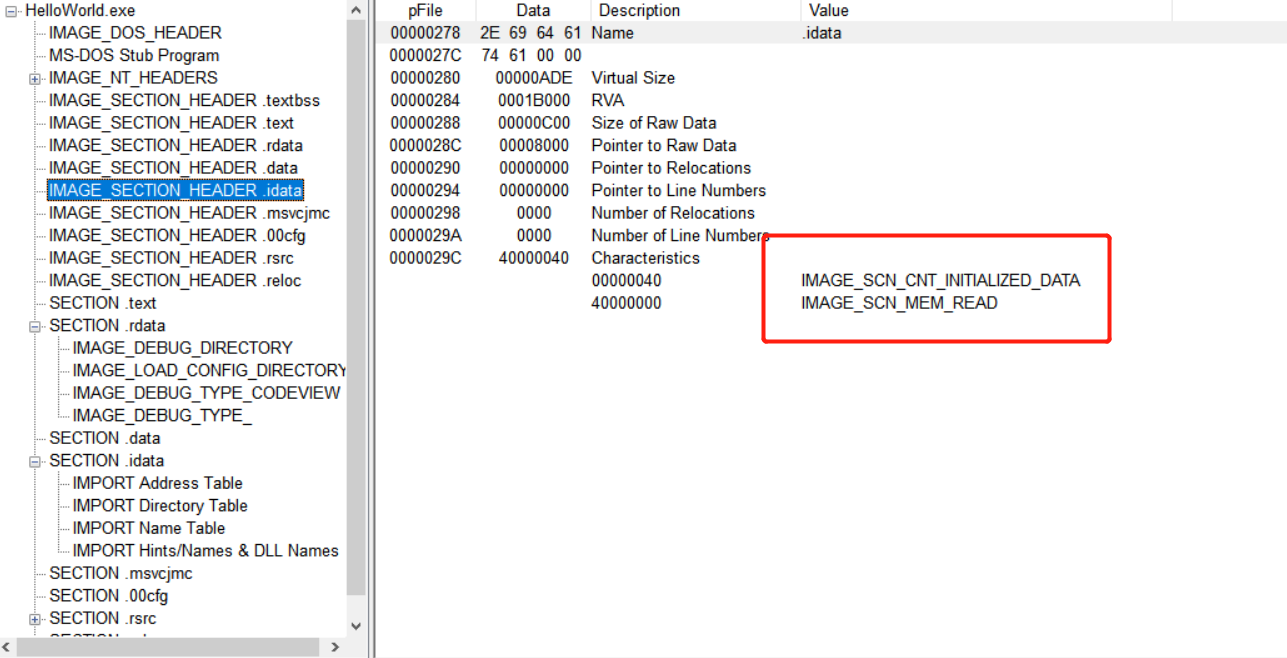 HelloWorld.exe
IMAGE_DOS_HEADER
MS-DOS Stub Program
IMAGE_NT_HEADERS
IMAGE_SECTION_HEADER .textbss
IMAGE_SECTION_HEADER .text
IMAGE_SECTION_HEADER .rdata
IMAGE_SECTION_HEADER .data
IMAGE_SECTION_HEADER .idata
IMAGE_SECTION_HEADER .msvcjmc
IMAGE_SECTION_HEADER .00cfg
IMAGE_SECTION_HEADER .rsrc
IMAGE_SECTION_HEADER .reloc
SECTION .text
SECTION .rdata
IMAGE_DEBUG_DIRECTORY
IMAGE_LOAD_CONFIG_DIRECTORY
IMAGE_DEBUG_TYPE_CODEVIEW
IMAGE_DEBUG_TYPE_
SECTION .data
SECTION .idata
IMPORT Address Table
IMPORT Directory Table
IMPORT Name Table
IMPORT Hints/Names & DLL Names
SECTION .msvcjmc
SECTION .00cfg
SECTION .rsrc
pFile Data Description Value
00000278 2E 69 64 61 Name .idata
0000027C 74 61 00 00
00000280 00000ADE Virtual Size
00000284 0001B000 RVA
00000288 00000C00 Size of Raw Data
0000028C 00008000 Pointer to Raw Data
00000290 00000000 Pointer to Relocations
00000294 00000000 Pointer to Line Numbers
00000298 0000 Number of Relocations
0000029A 0000 Number of Line Numbers
0000029C 40000040 Characteristics
00000040 IMAGE_SCN_CNT_INITIALIZED_DATA
40000000 IMAGE_SCN_MEM_READ